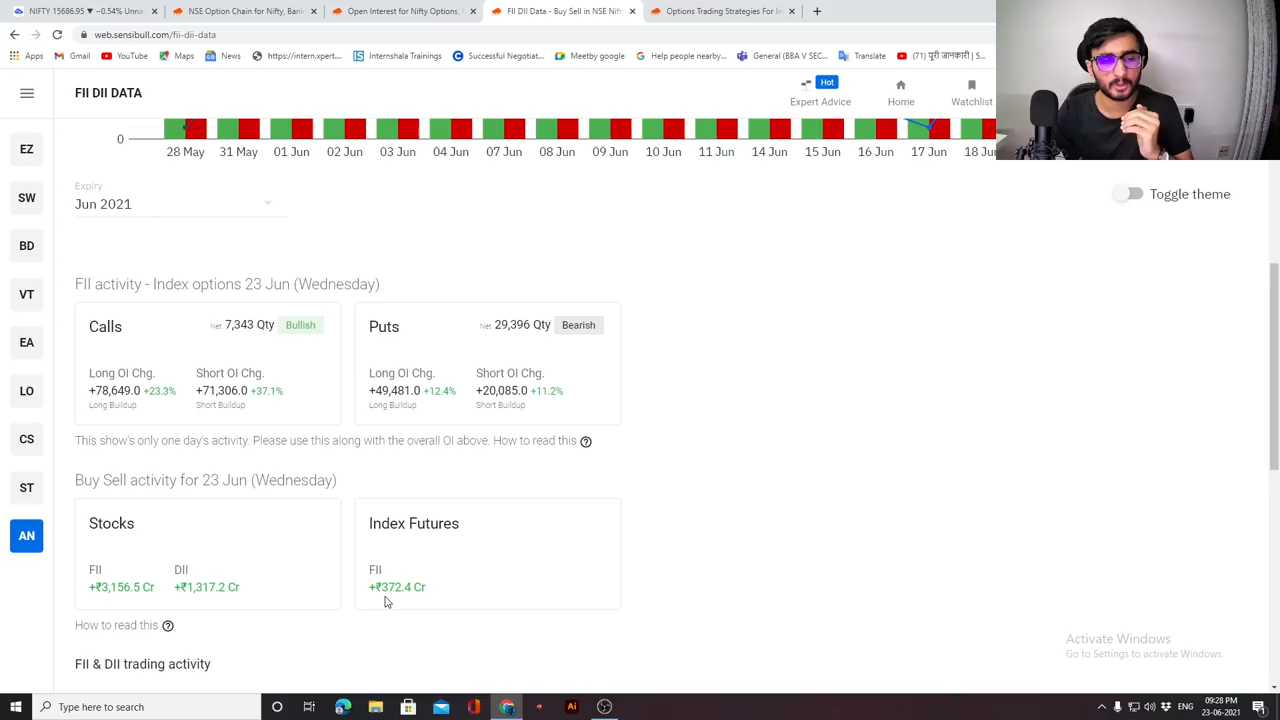 NIFTY 15686.95 ▼ -0.54% Unna
NSE Option Chain for Nifty, Bank
Open Interest for Nifty Options,
FII DII Data - Buy Sell in NSE Nif
Options Trading Strategies For In
web.sensibull.com/fii-dii-data
Apps
Gmail
YouTube
Maps
News
https://intern.xpert...
Internshala Trainings
Successful Negotiat...
Meetby google
Help people nearby...
General (BBA V SEC...
Translate
(71) पूरी जानकारी | 5...
FII DII DATA
Hot
Expert Advice
Home
Watchlist
EZ
SW
BD
VT
EA
LO
CS
ST
AN
0
28 May 31 May 01 Jun 02 Jun 03 Jun 04 Jun 07 Jun 08 Jun 09 Jun 10 Jun 11 Jun 14 Jun 15 Jun 16 Jun 17 Jun 18 Jun
Expiry
Jun 2021
Toggle theme
FII activity - Index options 23 Jun (Wednesday)
Calls
Net 7,343 Qty Bullish
Long OI Chg. Short OI Chg.
+78,649.0 +23.3% +71,306.0 +37.1%
Long Buildup Short Buildup
Puts
Net 29,396 Qty Bearish
Long OI Chg. Short OI Chg.
+49,481.0 +12.4% +20,085.0 +11.2%
Long Buildup Short Buildup
This show's only one day's activity. Please use this along with the overall OI above. How to read this ?
Buy Sell activity for 23 Jun (Wednesday)
Stocks
FII DII
+₹3,156.5 Cr +₹1,317.2 Cr
Index Futures
FII
+₹372.4 Cr
How to read this ?
FII & DII trading activity
Activate Windows
Go to Settings to activate Windows.
Type here to search
Ai
ENG
09:28 PM
23-06-2021